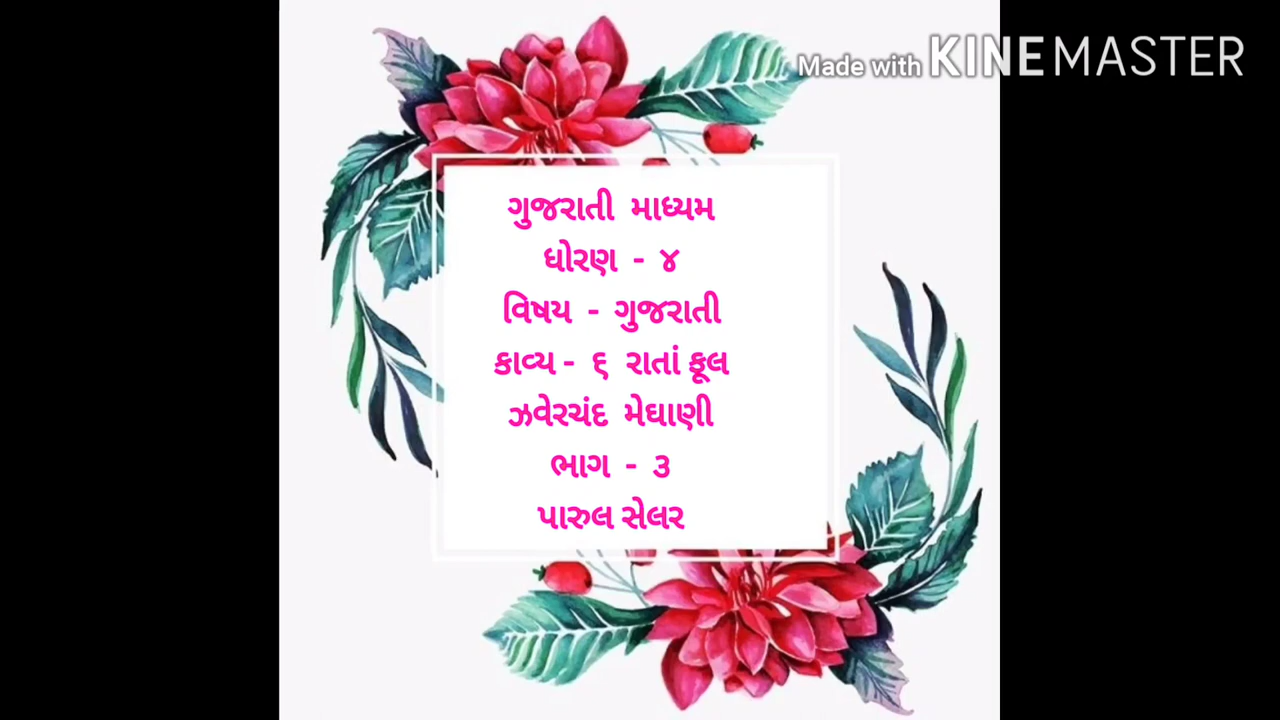 Made with KINEMASTER
ગુજરાતી માધ્યમ
ધોરણ - ૪
વિષય - ગુજરાતી
કાવ્ય - ૬ રાતાં ફૂલ
ઝવેરચંદ મેઘાણી
ભાગ - ૩
પારુલ સેલર